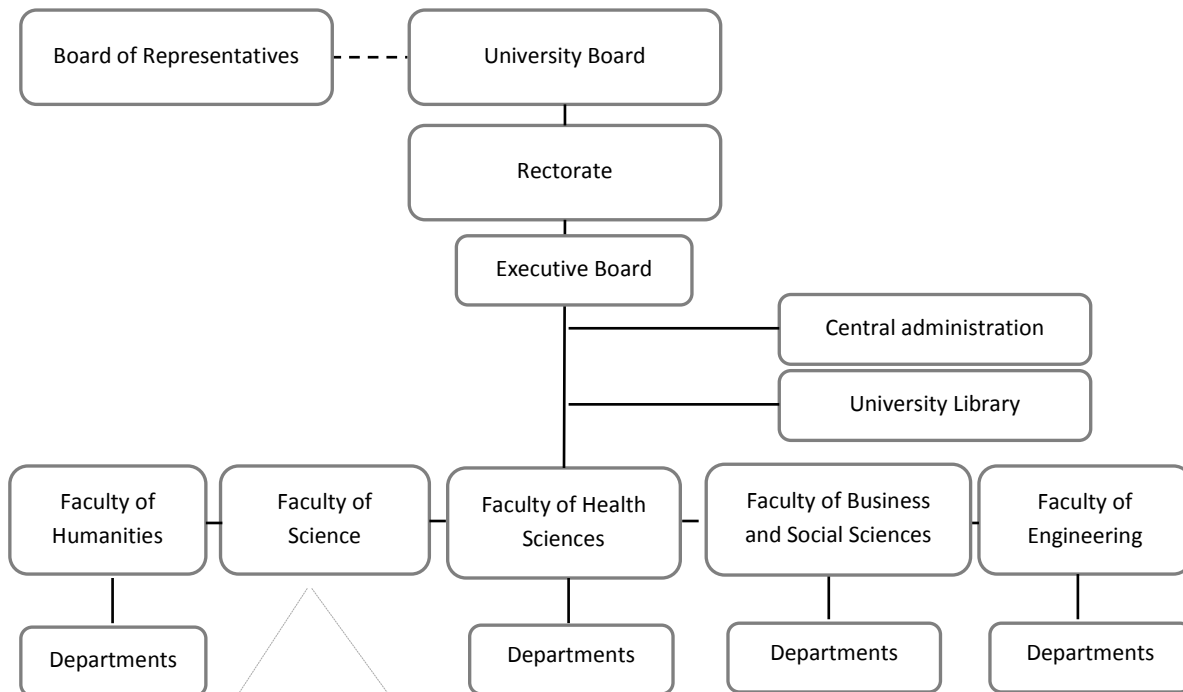 Board of Representatives
University Board
Rectorate
Executive Board
Central administration
University Library
Faculty of
Humanities
Faculty of
Science
Faculty of Health
Sciences
Faculty of Business
and Social Sciences
Faculty of
Engineering
Departments
Departments
Departments
Departments